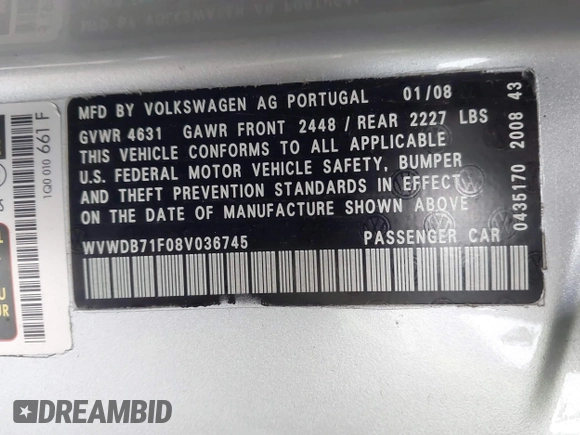 MFD BY VOLKSWAGEN AG PORTUGAL 01/08
GVWR 4631 GAWR FRONT 2448 / REAR 2227 LBS
THIS VEHICLE CONFORMS TO ALL APPLICABLE
U.S. FEDERAL MOTOR VEHICLE SAFETY, BUMPER
AND THEFT PREVENTION STANDARDS IN EFFECT
ON DATE OF MANUFACTURE SHOWN ABOVE
WVWDB71F08V036745 PASSENGER CAR
0435170 2008 43
1Q0 010 661 F
DREAMBID